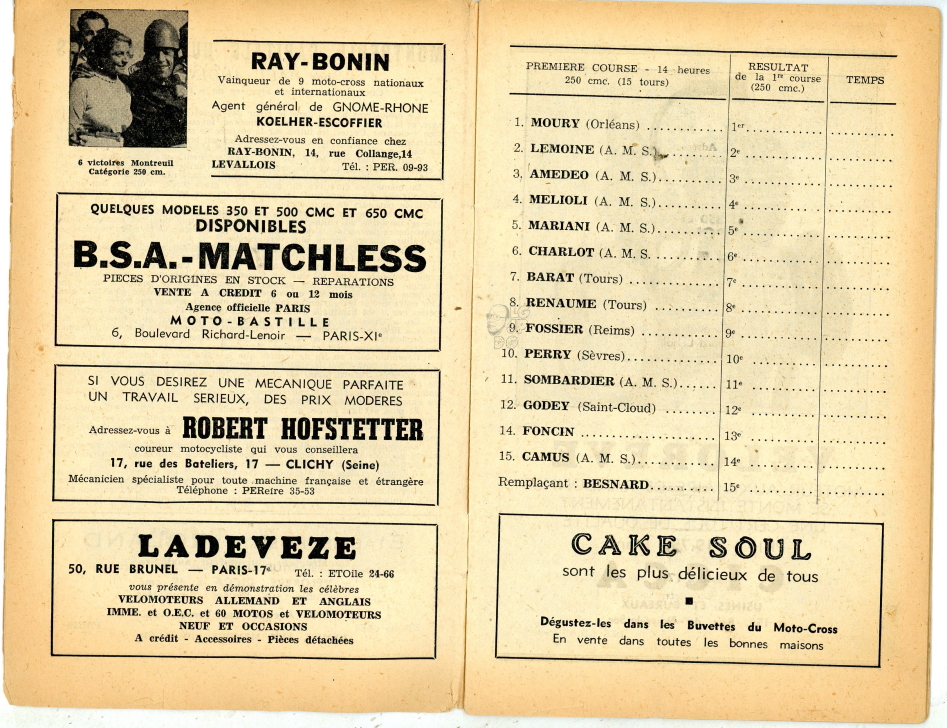 6 victoires Montreuil
Catégorie 250 cm.
RAY-BONIN
Vainqueur de 9 moto-cross nationaux
et internationaux
Agent général de GNOME-RHONE
KOELHER-ESCOFFIER
Adressez-vous en confiance chez
RAY-BONIN, 14, rue Collange,14
LEVALLOIS Tél. : PER. 09-93
QUELQUES MODELES 350 ET 500 CMC ET 650 CMC
DISPONIBLES
B.S.A.-MATCHLESS
PIECES D'ORIGINES EN STOCK — REPARATIONS
VENTE A CREDIT 6 ou 12 mois
Agence officielle PARIS
MOTO-BASTILLE
6, Boulevard Richard-Lenoir — PARIS-XIe
SI VOUS DESIREZ UNE MECANIQUE PARFAITE
UN TRAVAIL SERIEUX, DES PRIX MODERES
Adressez-vous à ROBERT HOFSTETTER
coureur motocycliste qui vous conseillera
17, rue des Bateliers, 17 — CLICHY (Seine)
Mécanicien spécialiste pour toute machine française et étrangère
Téléphone : PEReire 35-53
LADEVEZE
50, RUE BRUNEL — PARIS-17e Tél. : ETOile 24-66
vous présente en démonstration les célèbres
VELOMOTEURS ALLEMAND ET ANGLAIS
IMME. et O.E.C. et 60 MOTOS et VELOMOTEURS
NEUF ET OCCASIONS
A crédit - Accessoires - Pièces détachées
PREMIERE COURSE - 14 heures
250 cmc. (15 tours)
RESULTAT
de la 1re course
(250 cmc.)
TEMPS
1. MOURY (Orléans) .......... 1er ..........
2. LEMOINE (A. M. S.).......... 2e ..........
3. AMEDEO (A. M. S.).......... 3e ..........
4. MELIOLI (A. M. S.).......... 4e ..........
5. MARIANI (A. M. S.).......... 5e ..........
6. CHARLOT (A. M. S. .......... 6e ..........
7. BARAT (Tours) .......... 7e ..........
8. RENAUME (Tours) .......... 8e ..........
9. FOSSIER (Reims) .......... 9e ..........
10. PERRY (Sèvres).......... 10e ..........
11. SOMBARDIER (A. M. S.)....... 11e ..........
12. GODEY (Saint-Cloud) .......... 12e ..........
14. FONCIN .......... 13e ..........
15. CAMUS (A. M. S.).......... 14e ..........
Remplaçant : BESNARD.......... 15e ..........
CAKE SOUL
sont les plus délicieux de tous
Dégustez-les dans les Buvettes du Moto-Cross
En vente dans toutes les bonnes maisons